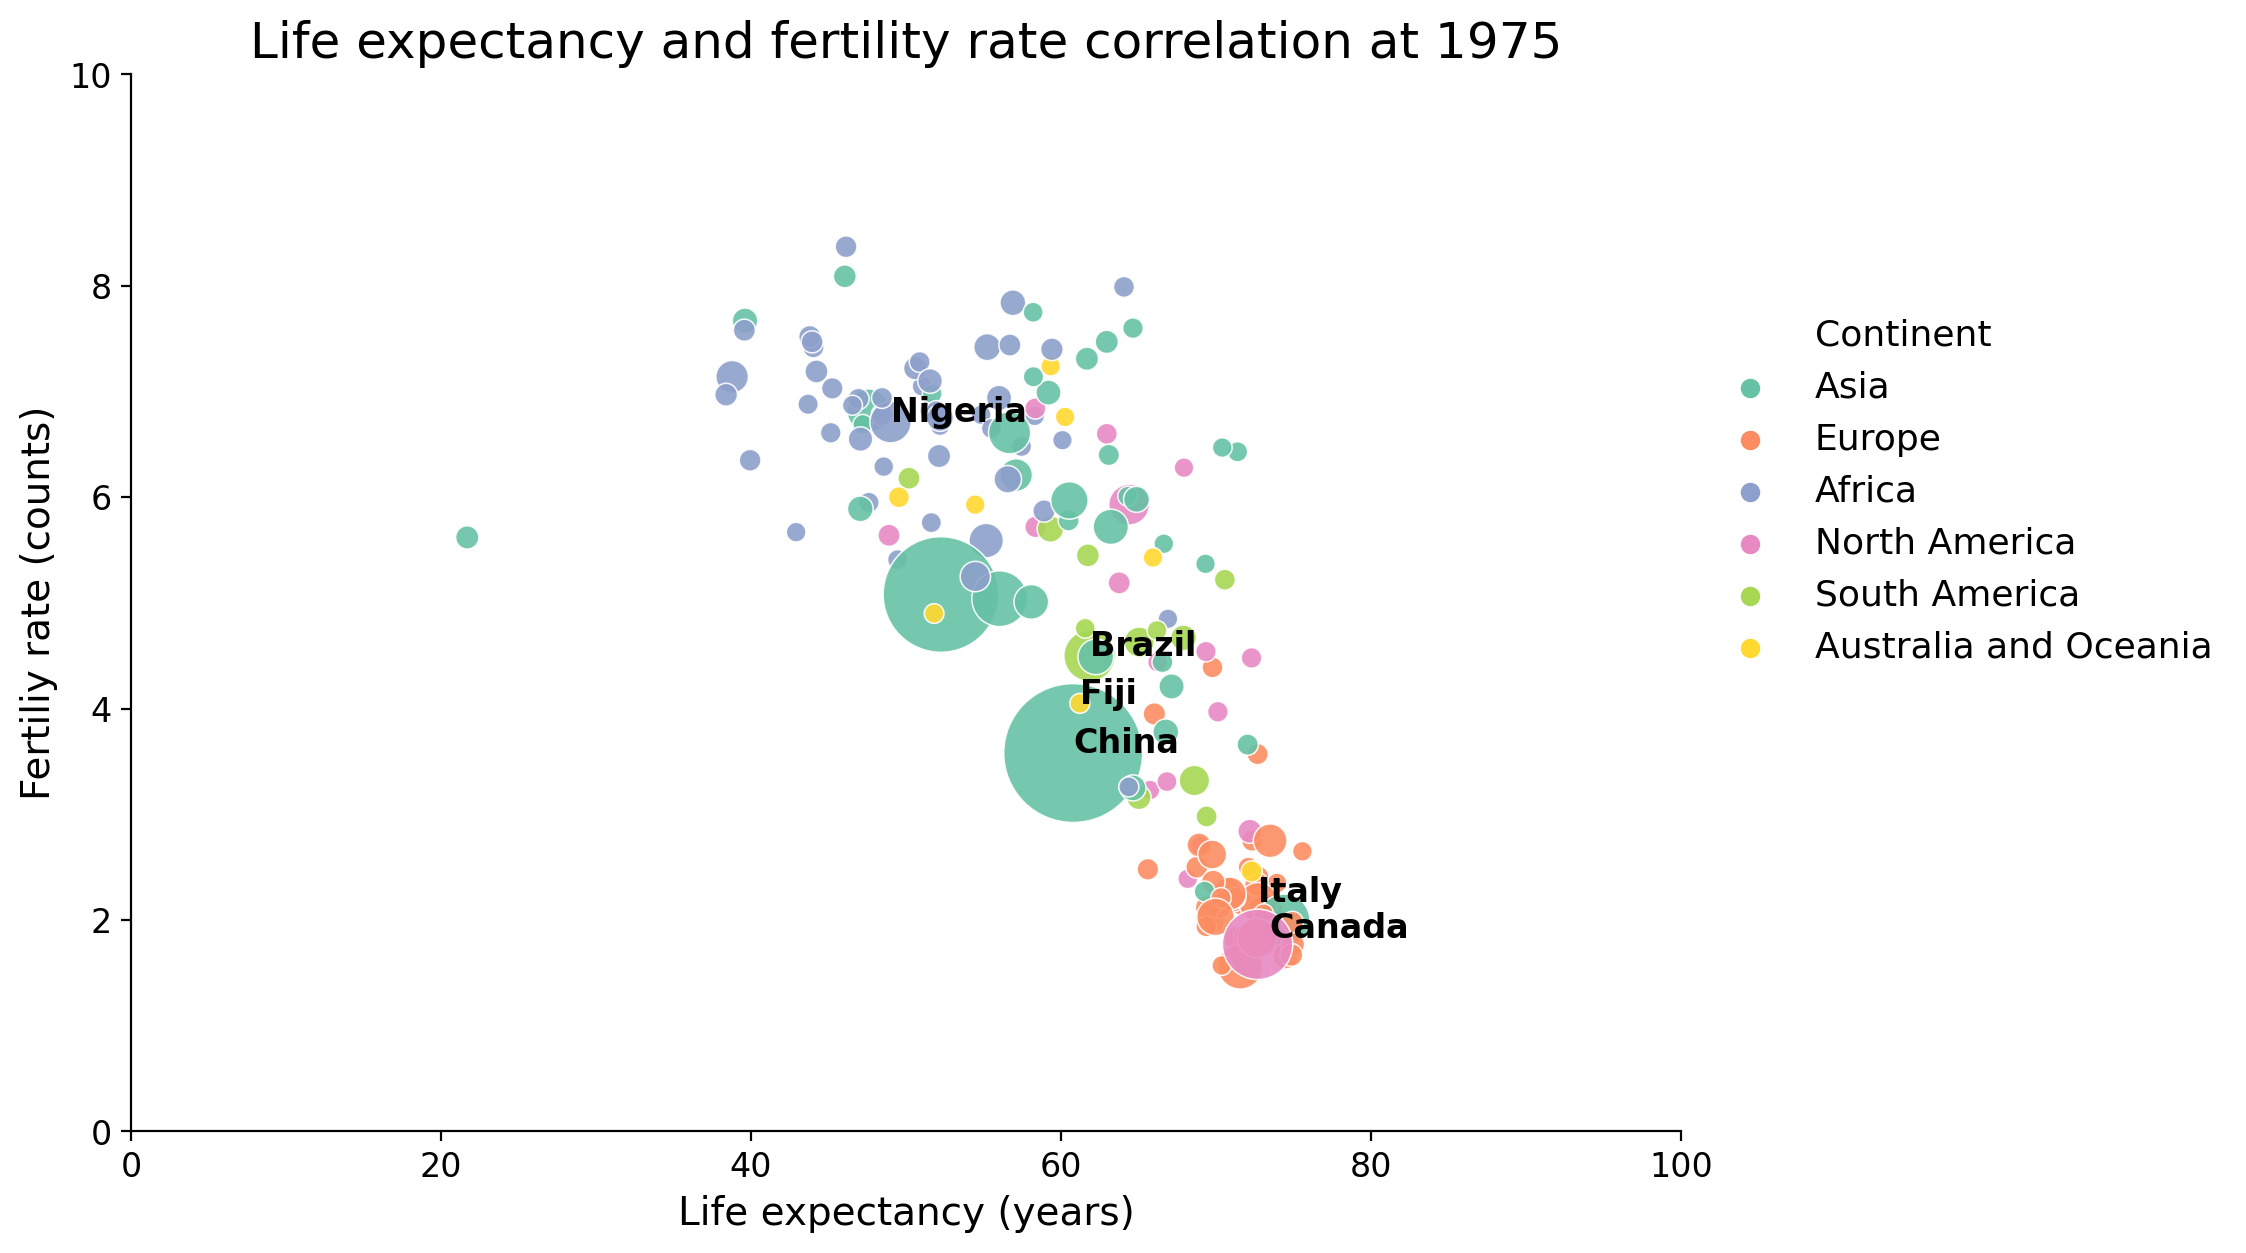 Life expectancy and fertility rate correlation at 1975
10
8
6
4
2
0
Fertiliy rate (counts)
0 20 40 60 80 100
Life expectancy (years)
Nigeria
Brazil
Fiji
China
Italy
Canada
Continent
Asia
Europe
Africa
North America
South America
Australia and Oceania